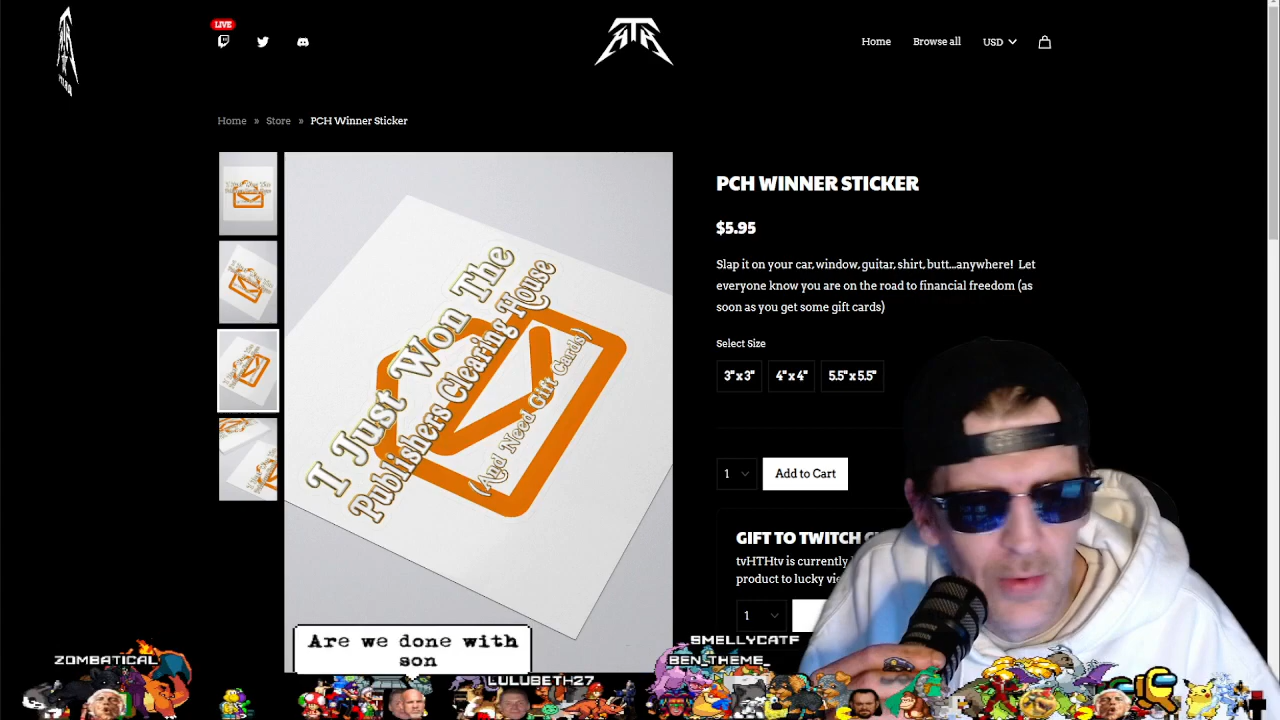 LIVE
HTH
Home
Browse all
USD
Home » Store » PCH Winner Sticker
I Just Won The
Publishers Clearing House
(And Need Gift Cards)
PCH WINNER STICKER
$5.95
Slap it on your car, window, guitar, shirt, butt...anywhere! Let
everyone know you are on the road to financial freedom (as
soon as you get some gift cards)
Select Size
3" x 3"
4" x 4"
5.5" x 5.5"
1
Add to Cart
GIFT TO TWITCH
tvHTHtv is currently
product to lucky
1
Are we done with
son
ZOMBATICAL
SMELLYCATF
BEN_THEME_
LULUBETH27